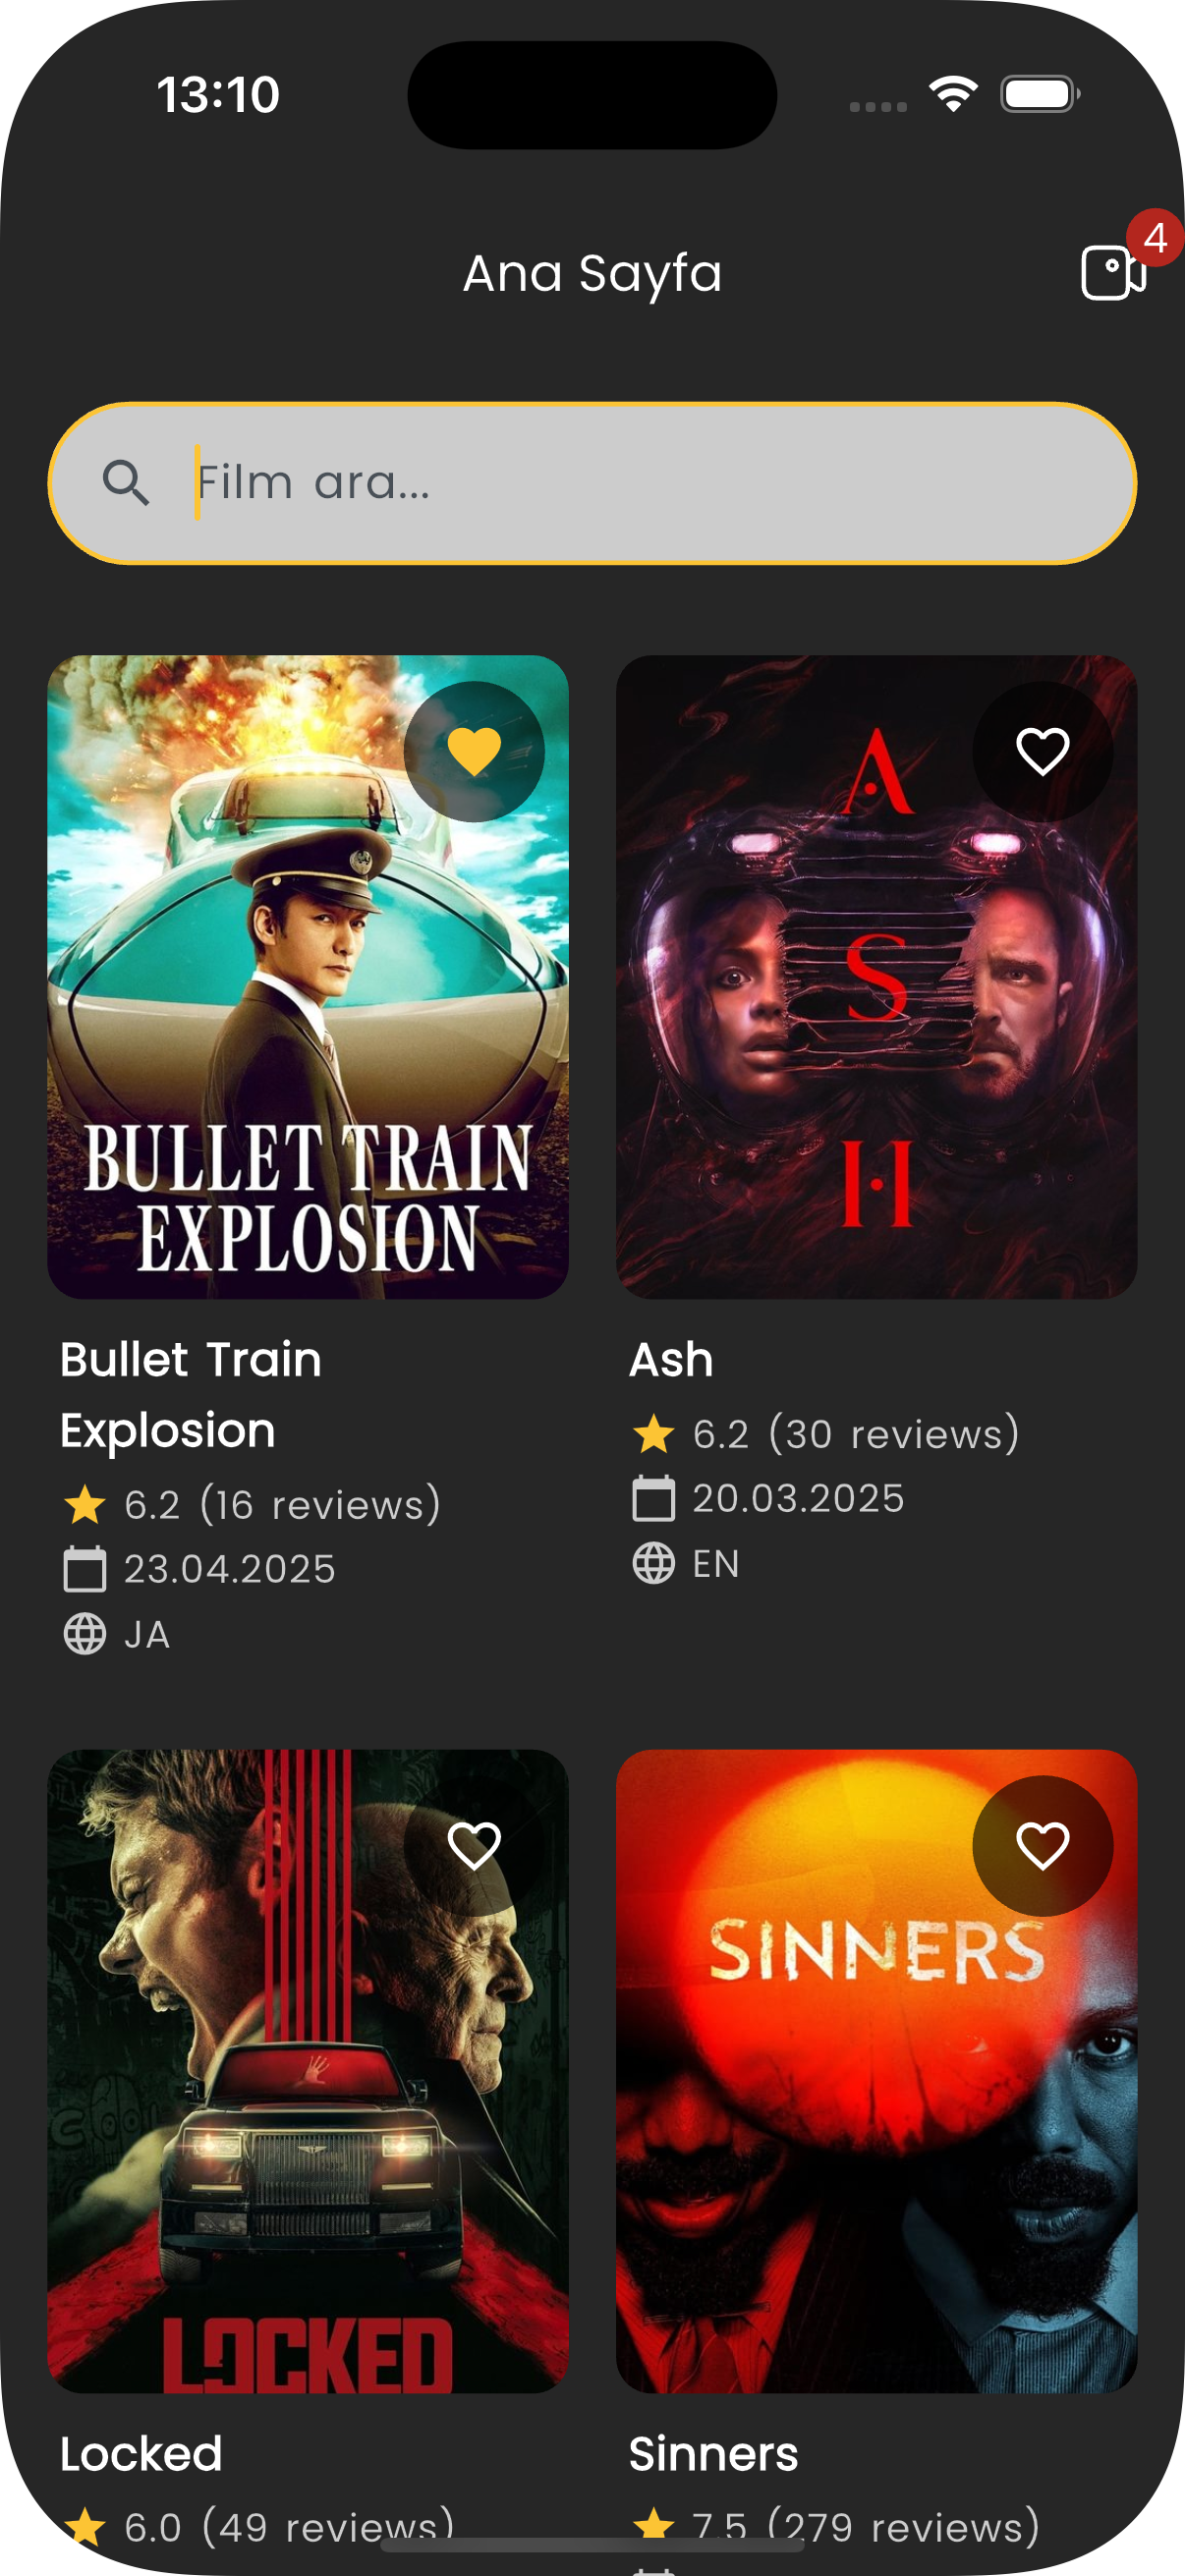 13:10
Ana Sayfa
4
Film ara...
BULLET TRAIN
EXPLOSION
A
S
H
Bullet Train
Explosion
6.2 (16 reviews)
23.04.2025
JA
Ash
6.2 (30 reviews)
20.03.2025
EN
LOCKED
SINNERS
Locked
6.0 (49 reviews)
Sinners
7.5 (279 reviews)